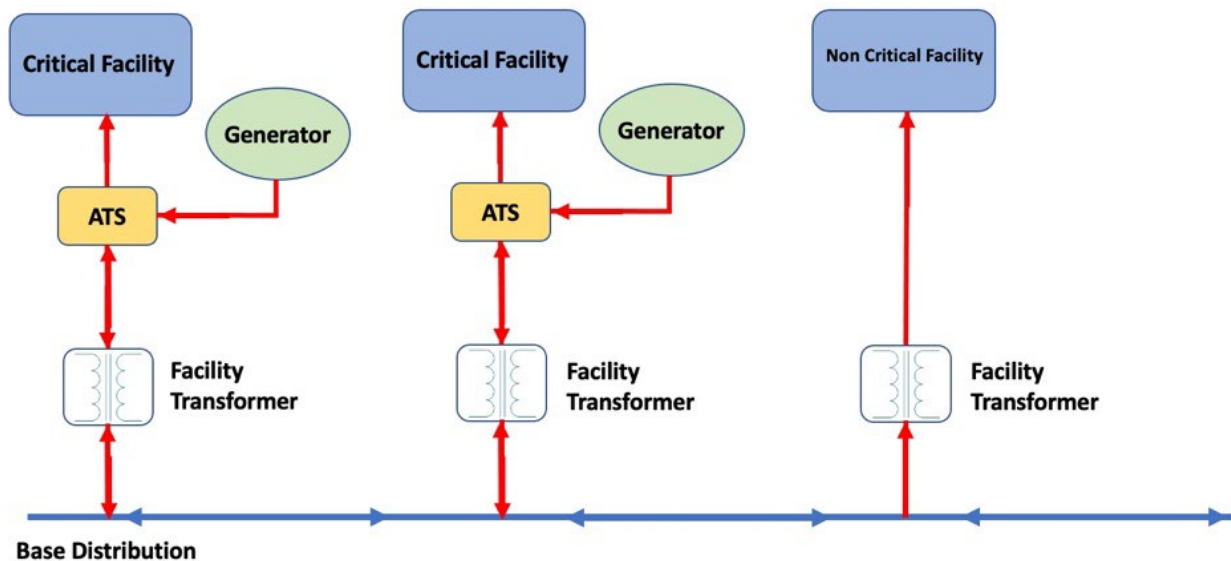 Critical Facility
Critical Facility
Non Critical Facility
Generator
Generator
ATS
ATS
Facility
Transformer
Facility
Transformer
Facility
Transformer
Base Distribution